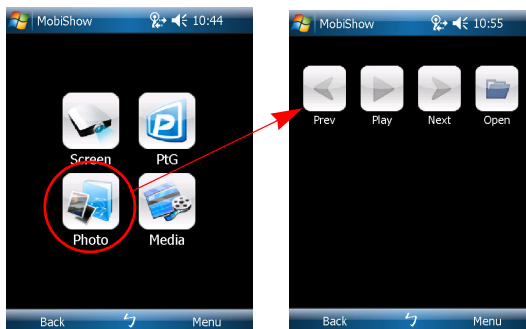 MobiShow 10:44
Screen PtG
Photo Media
Back ㄅ Menu
MobiShow 10:55
Prev Play Next Open
Back ㄅ Menu